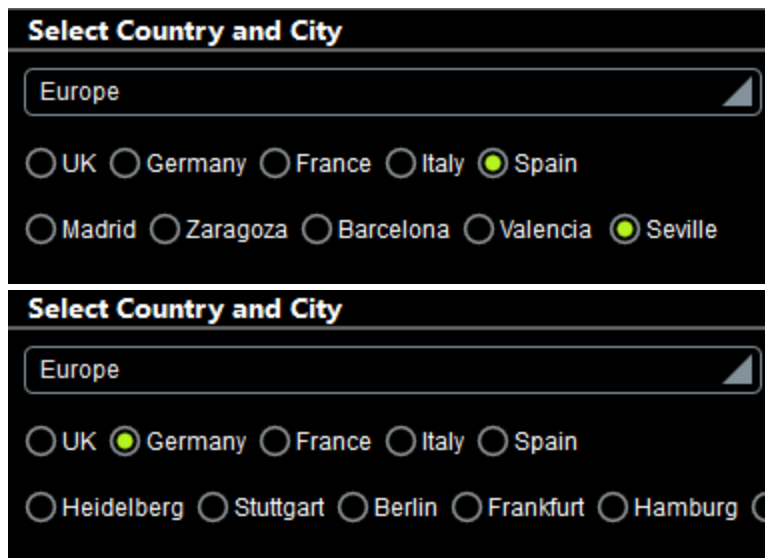 Select Country and City
Europe
UK Germany France Italy Spain
Madrid Zaragoza Barcelona Valencia Seville
Select Country and City
Europe
UK Germany France Italy Spain
Heidelberg Stuttgart Berlin Frankfurt Hamburg